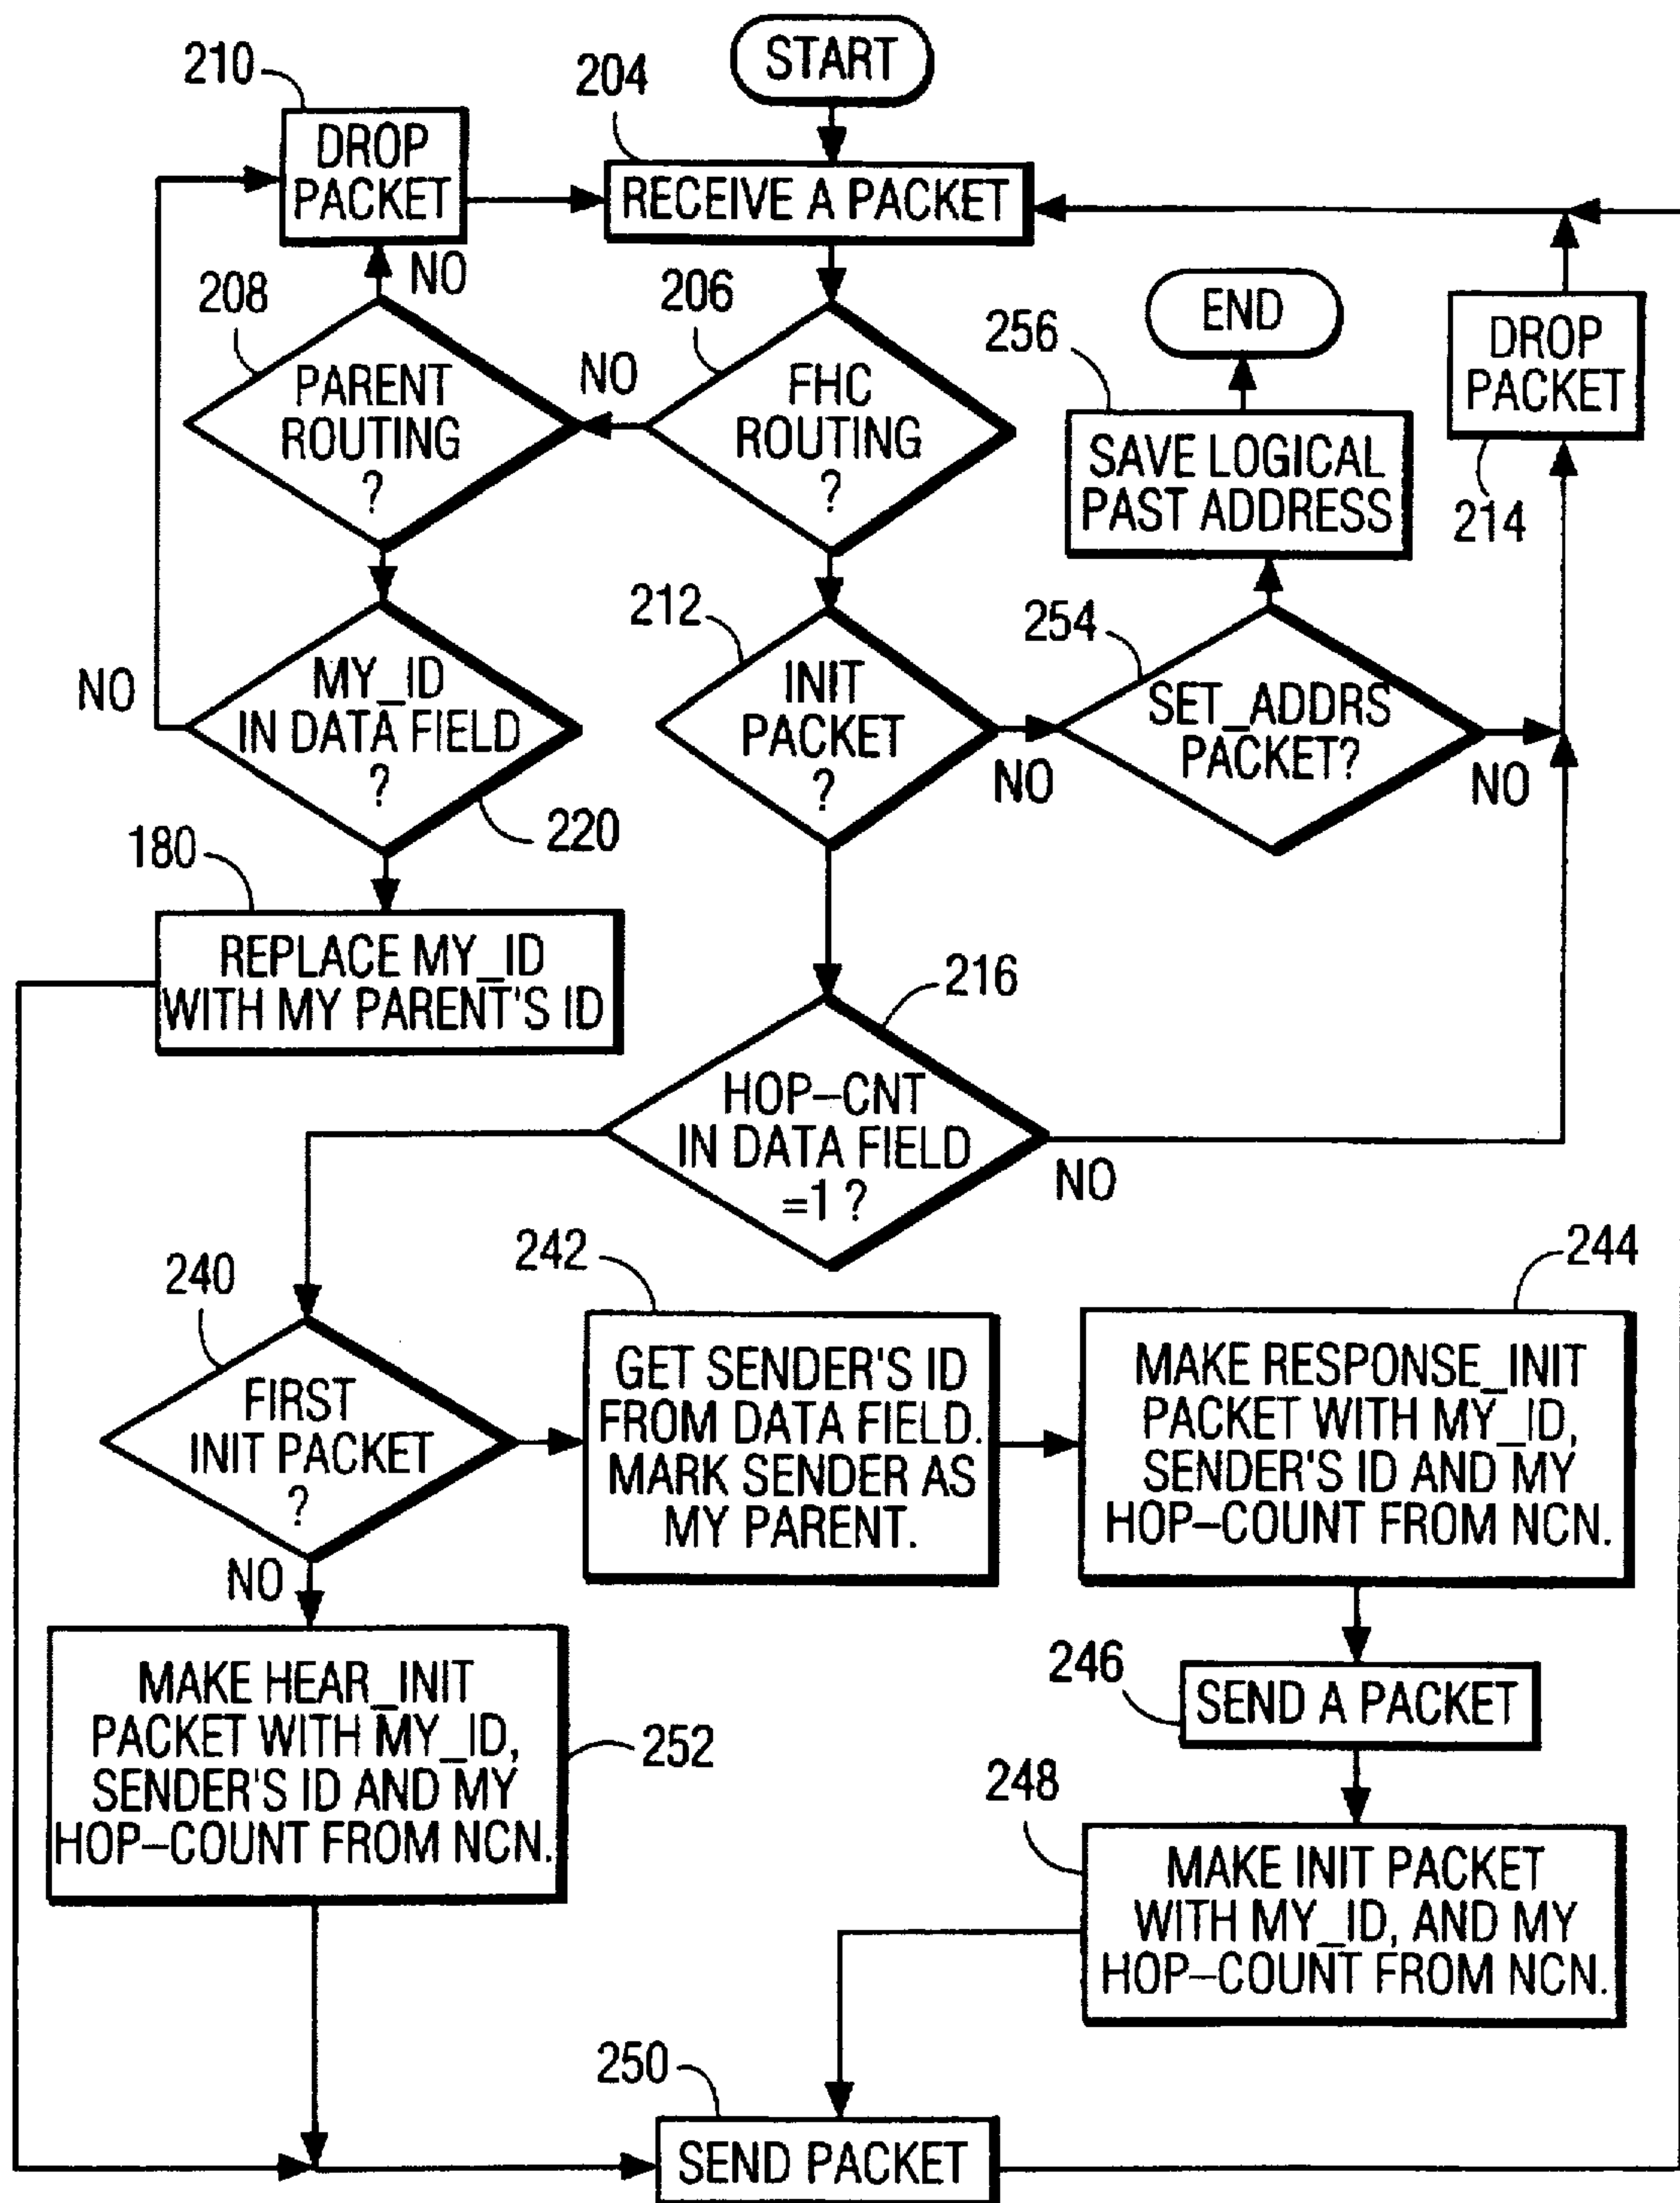 START
210
204
DROP
PACKET
RECEIVE A PACKET
NO
208
206
END
256
DROP
PACKET
PARENT
ROUTING
?
NO
FHC
ROUTING
?
SAVE LOGICAL
PAST ADDRESS
214
212
254
NO
MY_ID
IN DATA FIELD
?
INIT
PACKET
?
NO
SET_ADDRS
PACKET?
NO
220
180
REPLACE MY_ID
WITH MY PARENT'S ID
216
HOP–CNT
IN DATA FIELD
=1 ?
NO
240
242
244
FIRST
INIT PACKET
?
GET SENDER'S ID
FROM DATA FIELD.
MARK SENDER AS
MY PARENT.
MAKE RESPONSE_INIT
PACKET WITH MY_ID,
SENDER'S ID AND MY
HOP–COUNT FROM NCN.
NO
246
SEND A PACKET
MAKE HEAR_INIT
PACKET WITH MY_ID,
SENDER'S ID AND MY
HOP–COUNT FROM NCN.
252
248
MAKE INIT PACKET
WITH MY_ID, AND MY
HOP–COUNT FROM NCN.
250
SEND PACKET